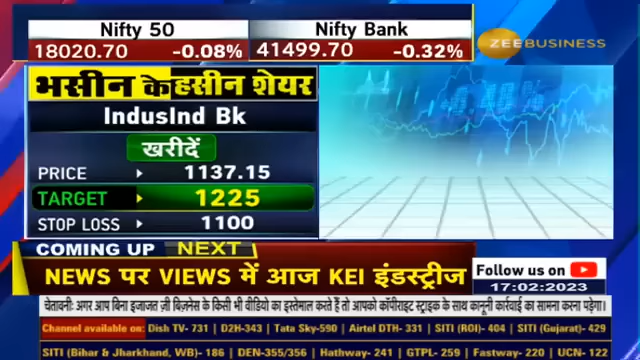 Nifty 50
Nifty Bank
18020.70 -0.08%
41499.70 -0.32%
ZEEBUSINESS
भसीन के हसीन शेयर
IndusInd Bk
खरीदें
PRICE 1137.15
TARGET 1225
STOP LOSS 1100
COMING UP NEXT
NEWS पर VIEWS में आज KEI इंडस्ट्रीज
Follow us on
17:02:2023
चेतावनी: अगर आप बिना इजाजत ज़ी बिज़नेस के किसी भी वीडियो का इस्तेमाल करते हैं तो आपको कॉपीराइट स्ट्राइक के साथ कानूनी कार्रवाई का सामना करना पड़ेगा।
Channel available on: Dish TV- 731 | D2H-343 | Tata Sky-590 | Airtel DTH- 331 | SITI (ROI) - 404 | SITI (Gujarat) - 429
SITI (Bihar & Jharkhand, WB)- 186 | DEN-355/356 | Hathway- 241 | GTPL- 259 | Fastway- 220 | UCN- 122